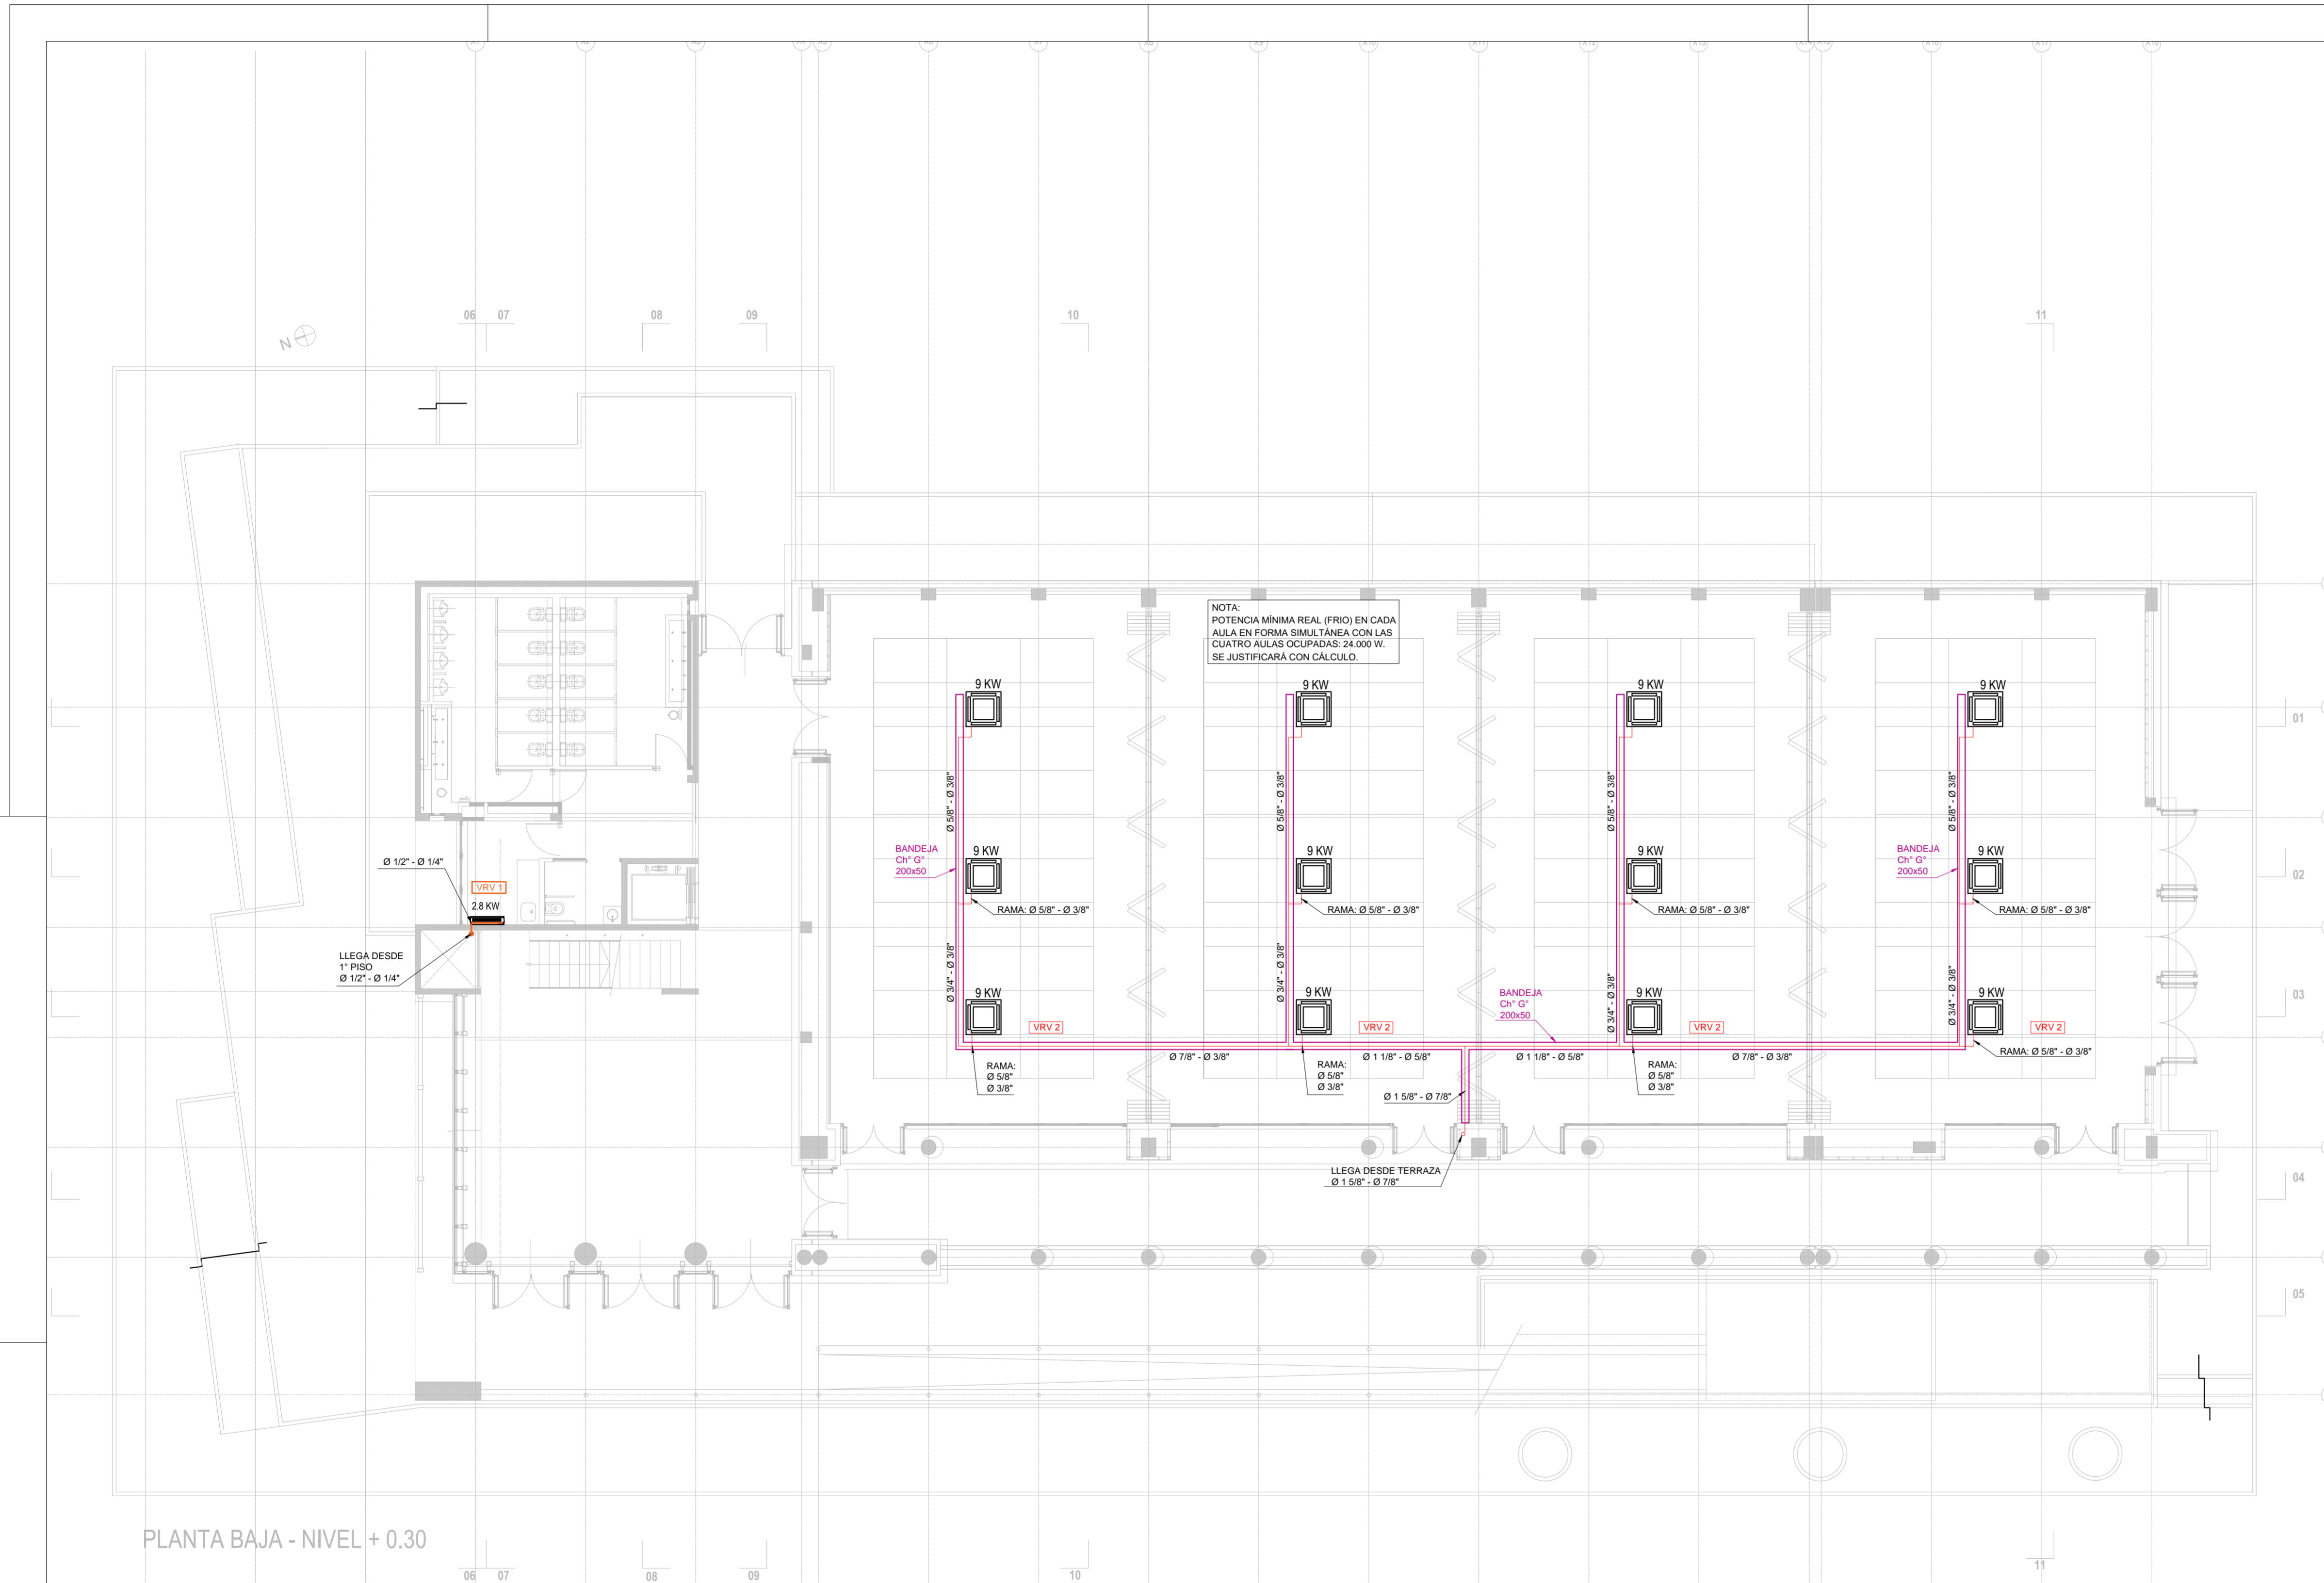 X8
X9
X11
X12
X16
X17
X18
06 07
08
09
10
11
N
NOTA:
POTENCIA MÍNIMA REAL (FRIO) EN CADA
AULA EN FORMA SIMULTÁNEA CON LAS
CUATRO AULAS OCUPADAS: 24.000 W.
SE JUSTIFICARÁ CON CÁLCULO.
9 KW
9 KW
9 KW
9 KW
01
Ø 5/8" - Ø 3/8"
Ø 5/8" - Ø 3/8"
Ø 5/8" - Ø 3/8"
Ø 5/8" - Ø 3/8"
BANDEJA
Ch° G°
200x50
9 KW
9 KW
9 KW
BANDEJA
Ch° G°
200x50
9 KW
02
Ø 1/2" - Ø 1/4"
VRV 1
2.8 KW
RAMA: Ø 5/8" - Ø 3/8"
RAMA: Ø 5/8" - Ø 3/8"
RAMA: Ø 5/8" - Ø 3/8"
RAMA: Ø 5/8" - Ø 3/8"
LLEGA DESDE
1° PISO
Ø 1/2" - Ø 1/4"
Ø 3/4" - Ø 3/8"
Ø 3/4" - Ø 3/8"
Ø 3/4" - Ø 3/8"
Ø 3/4" - Ø 3/8"
9 KW
9 KW
BANDEJA
Ch° G°
200x50
9 KW
9 KW
03
VRV 2
VRV 2
VRV 2
VRV 2
Ø 7/8" - Ø 3/8"
Ø 1 1/8" - Ø 5/8"
Ø 1 1/8" - Ø 5/8"
Ø 7/8" - Ø 3/8"
RAMA: Ø 5/8" - Ø 3/8"
RAMA:
Ø 5/8"
Ø 3/8"
RAMA:
Ø 5/8"
Ø 3/8"
RAMA:
Ø 5/8"
Ø 3/8"
Ø 1 5/8" - Ø 7/8"
LLEGA DESDE TERRAZA
Ø 1 5/8" - Ø 7/8"
04
05
PLANTA BAJA - NIVEL + 0.30
06 07
08
09
10
11